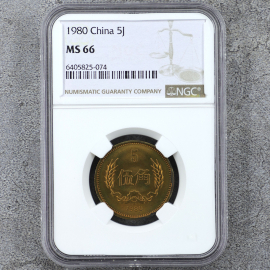 1980 China 5J
MS 66
6405825-074
NUMISMATIC GUARANTY COMPANY
NGC
伍角